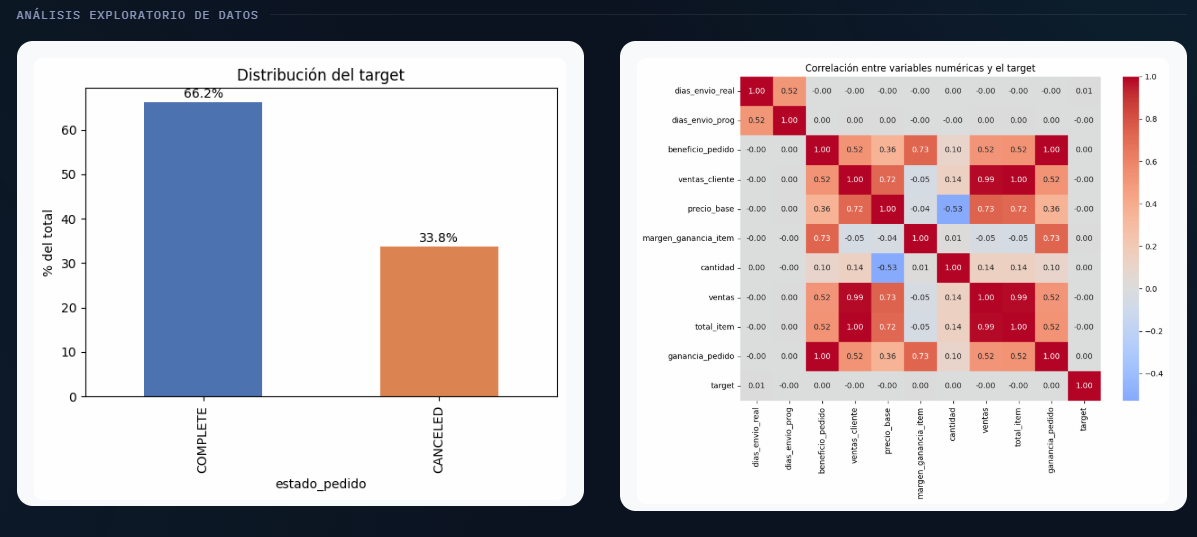 ANÁLISIS EXPLORATORIO DE DATOS
Distribución del target
66.2%
33.8%
60
50
40
30
20
10
0
% del total
COMPLETE
CANCELED
estado_pedido
Correlación entre variables numéricas y el target
dias_envio_real 1.00 0.52 -0.00 -0.00 -0.00 -0.00 0.00 -0.00 -0.00 -0.00 0.01
dias_envio_prog 0.52 1.00 0.00 0.00 0.00 0.00 -0.00 0.00 0.00 0.00 -0.00
beneficio_pedido -0.00 0.00 1.00 0.52 0.36 0.73 0.10 0.52 0.52 1.00 0.00
ventas_cliente -0.00 0.00 0.52 1.00 0.72 -0.05 0.14 0.99 1.00 0.52 -0.00
precio_base -0.00 0.00 0.36 0.72 1.00 -0.04 -0.53 0.73 0.72 0.36 -0.00
margen_ganancia_item -0.00 0.00 0.73 -0.05 -0.04 1.00 0.01 -0.05 -0.05 0.73 0.00
cantidad 0.00 -0.00 0.10 0.14 -0.53 0.01 1.00 0.14 0.14 0.10 0.00
ventas -0.00 0.00 0.52 0.99 0.73 -0.05 0.14 1.00 0.99 0.52 -0.00
total_item -0.00 0.00 0.52 1.00 0.72 -0.05 0.14 0.99 1.00 0.52 -0.00
ganancia_pedido -0.00 0.00 1.00 0.52 0.36 0.73 0.10 0.52 0.52 1.00 0.00
target 0.01 -0.00 0.00 -0.00 -0.00 0.00 0.00 -0.00 -0.00 0.00 1.00
dias_envio_real
dias_envio_prog
beneficio_pedido
ventas_cliente
precio_base
margen_ganancia_item
cantidad
ventas
total_item
ganancia_pedido
target
1.0
0.8
0.6
0.4
0.2
0.0
−0.2
−0.4